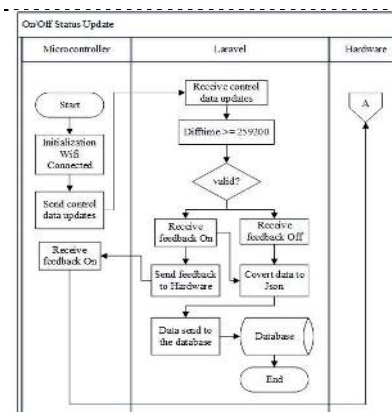 On/Off Status Update
Microcontroller
Laravel
Hardware
Start
Initialization
Wifi
Connected
Send control
data updates
Receive
feedback On
Receive control
data updates
Difftime >= 259200
valid?
Receive
feedback On
Receive
feedback Off
Send feedback
to Hardware
Covert data to
Json
Data send to
the database
Database
End
A